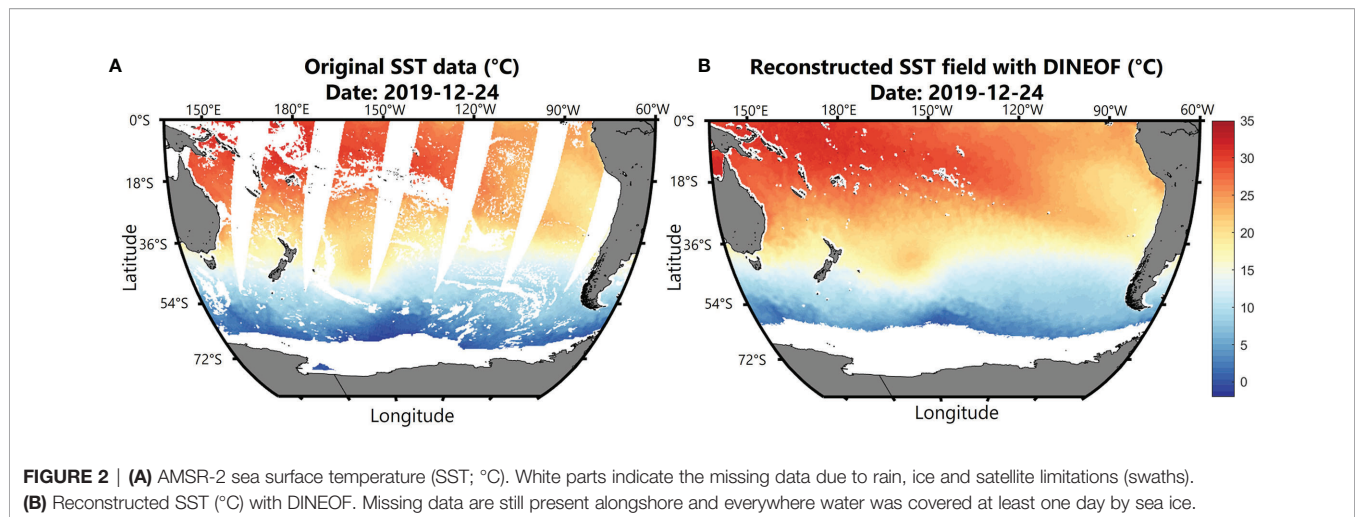 A
Original SST data (°C)
Date: 2019-12-24
150°E 180°E 150°W 120°W 90°W 60°W
0°S
18°S
36°S
54°S
72°S
Latitude
Longitude
B
Reconstructed SST field with DINEOF (°C)
Date: 2019-12-24
150°E 180°E 150°W 120°W 90°W 60°W
0°S
18°S
36°S
54°S
72°S
Latitude
Longitude
35
30
25
20
15
10
5
0
FIGURE 2 | (A) AMSR-2 sea surface temperature (SST; °C). White parts indicate the missing data due to rain, ice and satellite limitations (swaths).
(B) Reconstructed SST (°C) with DINEOF. Missing data are still present alongshore and everywhere water was covered at least one day by sea ice.